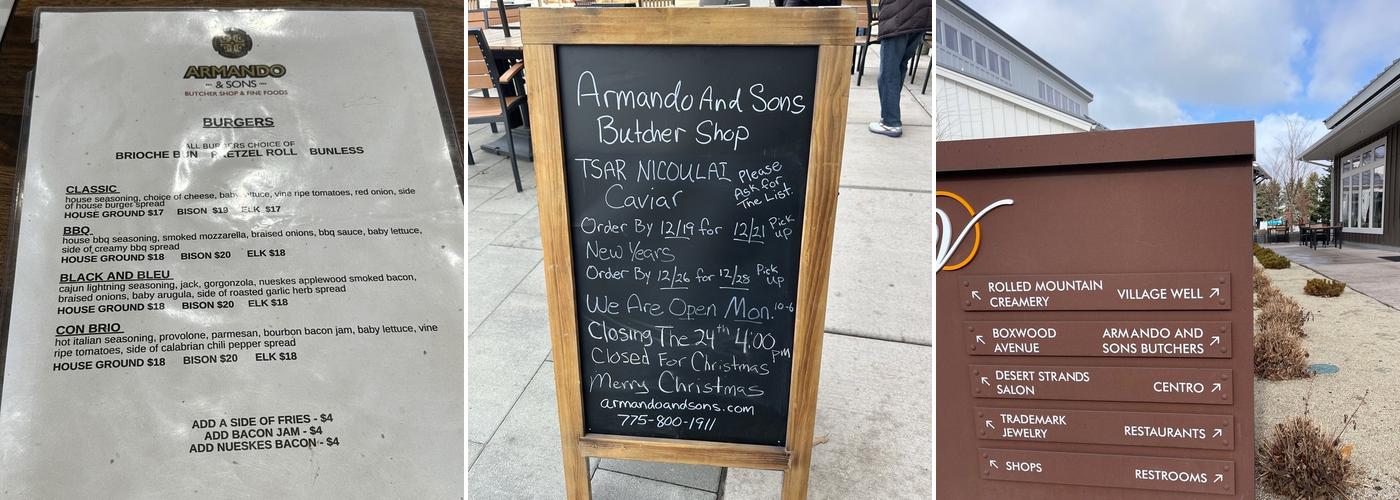 ARMANDO
& SONS
BUTCHER SHOP & FINE FOODS
BURGERS
ALL BURGERS CHOICE OF
BRIOCHE BUN PRETZEL ROLL BUNLESS
CLASSIC
house seasoning, choice of cheese, baby lettuce, vine ripe tomatoes, red onion, side
of house burger spread
HOUSE GROUND $17 BISON $19 ELK $17
BBQ
house bbq seasoning, smoked mozzarella, braised onions, bbq sauce, baby lettuce,
side of creamy bbq spread
HOUSE GROUND $18 BISON $20 ELK $18
BLACK AND BLEU
cajun lightning seasoning, jack, gorgonzola, nueskes applewood smoked bacon,
braised onions, baby arugula, side of roasted garlic herb spread
HOUSE GROUND $18 BISON $20 ELK $18
CON BRIO
hot italian seasoning, provolone, parmesan, bourbon bacon jam, baby lettuce, vine
ripe tomatoes, side of calabrian chili pepper spread
HOUSE GROUND $18 BISON $20 ELK $18
ADD A SIDE OF FRIES - $4
ADD BACON JAM - $4
ADD NUESKES BACON - $4
Armando And Sons
Butcher Shop
TSAR NICOULAI
Caviar
Please
Ask for
The List.
Order By 12/19 for 12/21 Pick up
New Years
Order By 12/26 for 12/28 Pick up
We Are Open Mon. 10-6
Closing The 24th 4:00 PM
Closed For Christmas
Merry Christmas
armandoandsons.com
775-800-1911
ROLLED MOUNTAIN
CREAMERY
VILLAGE WELL
BOXWOOD
AVENUE
ARMANDO AND
SONS BUTCHERS
DESERT STRANDS
SALON
CENTRO
TRADEMARK
JEWELRY
RESTAURANTS
SHOPS
RESTROOMS